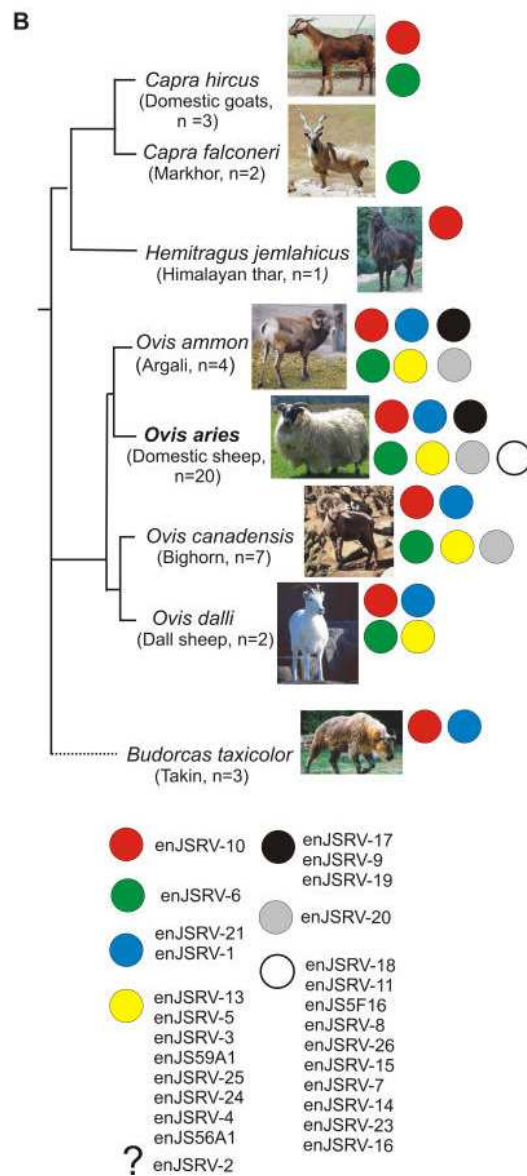 B
Capra hircus
(Domestic goats,
n =3)
Capra falconeri
(Markhor, n=2)
Hemitragus jemlahicus
(Himalayan thar, n=1)
Ovis ammon
(Argali, n=4)
Ovis aries
(Domestic sheep,
n=20)
Ovis canadensis
(Bighorn, n=7)
Ovis dalli
(Dall sheep, n=2)
Budorcas taxicolor
(Takin, n=3)
enJSRV-10
enJSRV-6
enJSRV-21
enJSRV-1
enJSRV-13
enJSRV-5
enJSRV-3
enJS59A1
enJSRV-25
enJSRV-24
enJSRV-4
enJS56A1
? enJSRV-2
enJSRV-17
enJSRV-9
enJSRV-19
enJSRV-20
enJSRV-18
enJSRV-11
enJS5F16
enJSRV-8
enJSRV-26
enJSRV-15
enJSRV-7
enJSRV-14
enJSRV-23
enJSRV-16